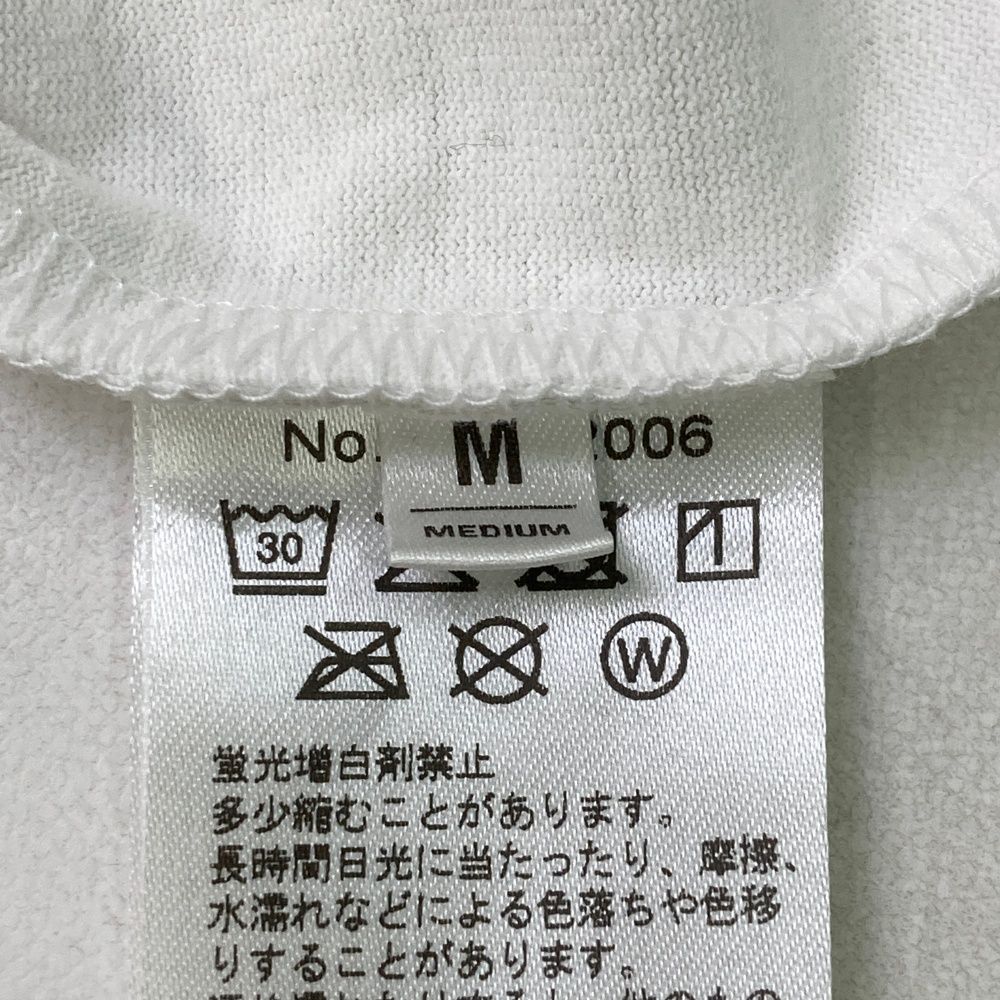 No.
2006
M
MEDIUM
30
W
蛍光増白剤禁止
多少縮むことがあります。
長時間日光に当たったり、摩擦、
水濡れなどによる色落ちや色移
りすることがあります。